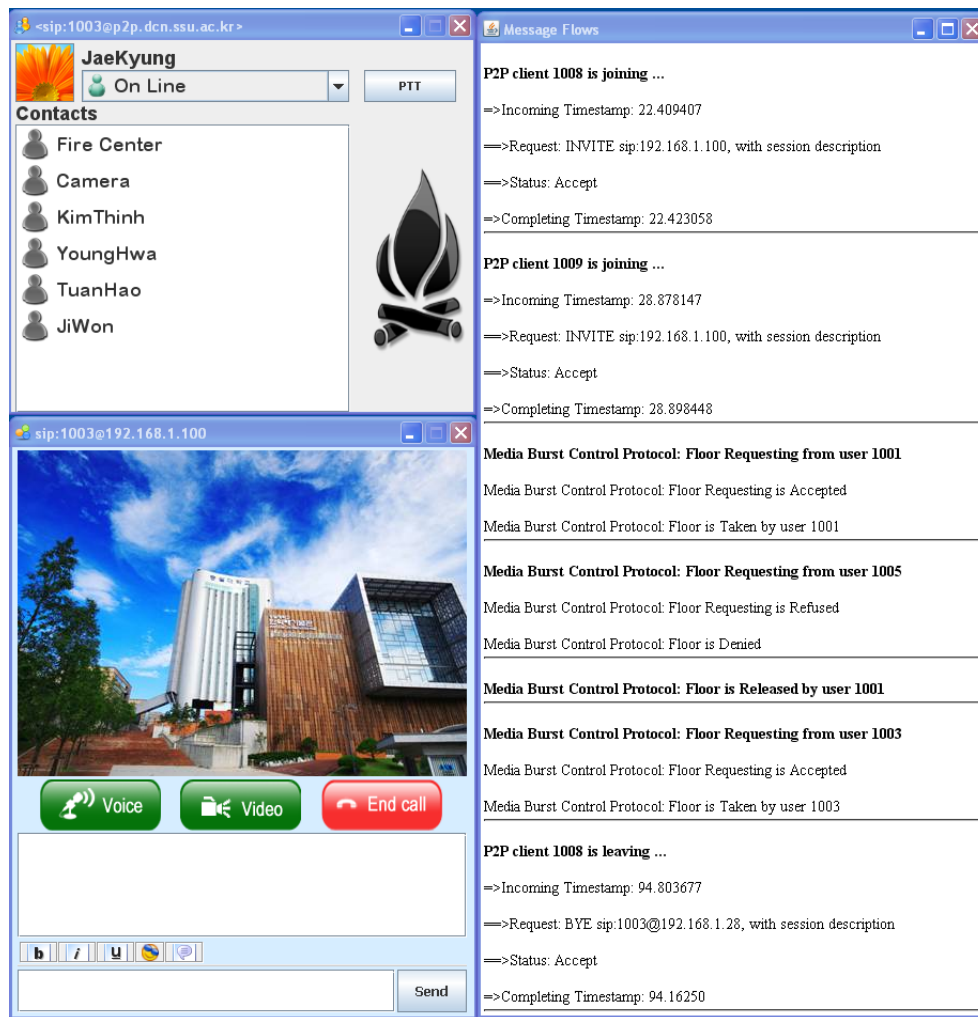 <sip:1003@p2p.dcn.ssu.ac.kr>
JaeKyung
On Line
PTT
Contacts
Fire Center
Camera
KimThinh
YoungHwa
TuanHao
JiWon
sip:1003@192.168.1.100
Voice
Video
End call
b i u
Send
Message Flows
P2P client 1008 is joining ...
=>Incoming Timestamp: 22.409407
==>Request: INVITE sip:192.168.1.100, with session description
==>Status: Accept
=>Completing Timestamp: 22.423058
P2P client 1009 is joining ...
=>Incoming Timestamp: 28.878147
==>Request: INVITE sip:192.168.1.100, with session description
==>Status: Accept
=>Completing Timestamp: 28.898448
Media Burst Control Protocol: Floor Requesting from user 1001
Media Burst Control Protocol: Floor Requesting is Accepted
Media Burst Control Protocol: Floor is Taken by user 1001
Media Burst Control Protocol: Floor Requesting from user 1005
Media Burst Control Protocol: Floor Requesting is Refused
Media Burst Control Protocol: Floor is Denied
Media Burst Control Protocol: Floor is Released by user 1001
Media Burst Control Protocol: Floor Requesting from user 1003
Media Burst Control Protocol: Floor Requesting is Accepted
Media Burst Control Protocol: Floor is Taken by user 1003
P2P client 1008 is leaving ...
=>Incoming Timestamp: 94.803677
==>Request: BYE sip:1003@192.168.1.28, with session description
==>Status: Accept
=>Completing Timestamp: 94.16250